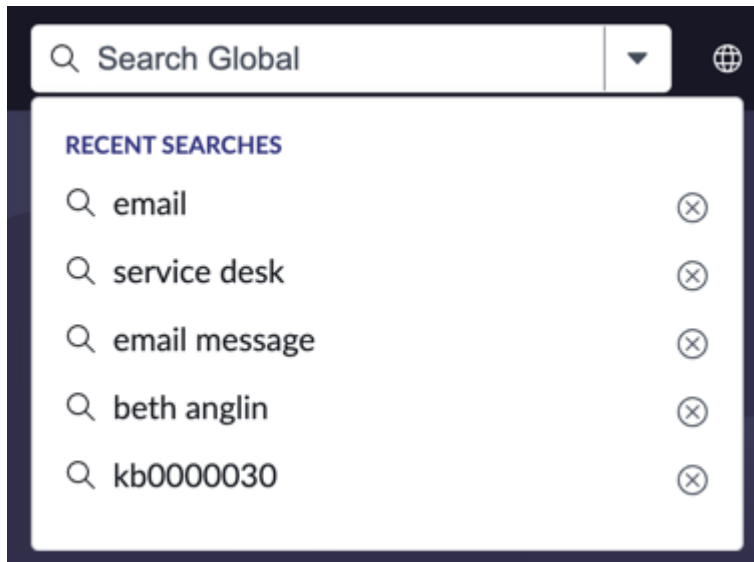 Search Global
RECENT SEARCHES
email
service desk
email message
beth anglin
kb0000030